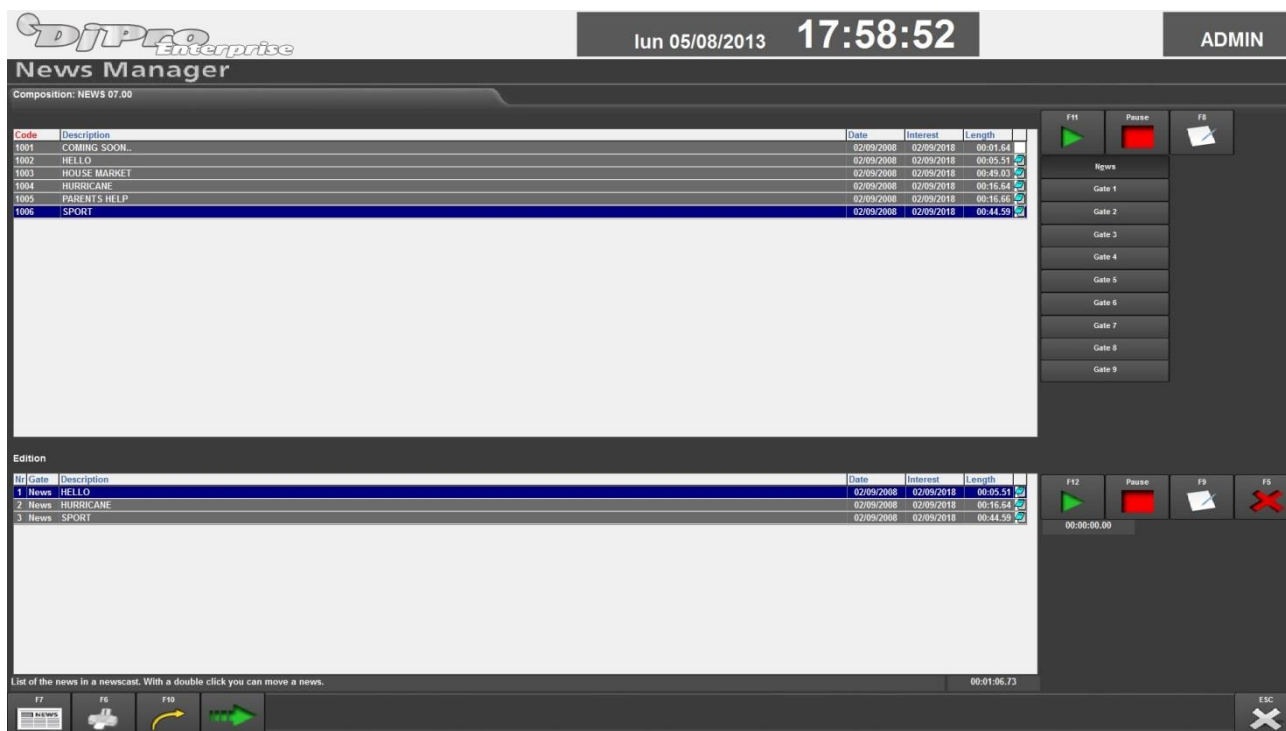 DJPro Enterprise
lun 05/08/2013 17:58:52 ADMIN
News Manager
Composition: NEWS 07.00
F11 Pause F8
Code Description Date Interest Length
1001 COMING SOON.. 02/09/2008 02/09/2018 00:01.64
1002 HELLO 02/09/2008 02/09/2018 00:05.51
1003 HOUSE MARKET 02/09/2008 02/09/2018 00:49.03
1004 HURRICANE 02/09/2008 02/09/2018 00:16.64
1005 PARENTS HELP 02/09/2008 02/09/2018 00:16.66
1006 SPORT 02/09/2008 02/09/2018 00:44.59
News
Gate 1
Gate 2
Gate 3
Gate 4
Gate 5
Gate 6
Gate 7
Gate 8
Gate 9
Edition
Nr Gate Description Date Interest Length
1 News HELLO 02/09/2008 02/09/2018 00:05.51
2 News HURRICANE 02/09/2008 02/09/2018 00:16.64
3 News SPORT 02/09/2008 02/09/2018 00:44.59
F12 Pause F9 F5
00:00:00.00
List of the news in a newscast. With a double click you can move a news. 00:01:06.73
F7 F6 F10 ESC
NEWS